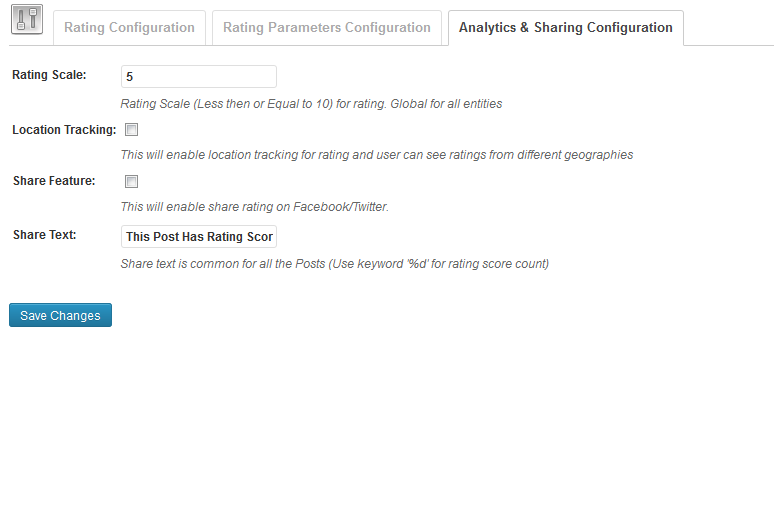 Rating Configuration Rating Parameters Configuration Analytics & Sharing Configuration
Rating Scale: 5
Rating Scale (Less then or Equal to 10) for rating. Global for all entities
Location Tracking:
This will enable location tracking for rating and user can see ratings from different geographies
Share Feature:
This will enable share rating on Facebook/Twitter.
Share Text: This Post Has Rating Scor
Share text is common for all the Posts (Use keyword '%d' for rating score count)
Save Changes